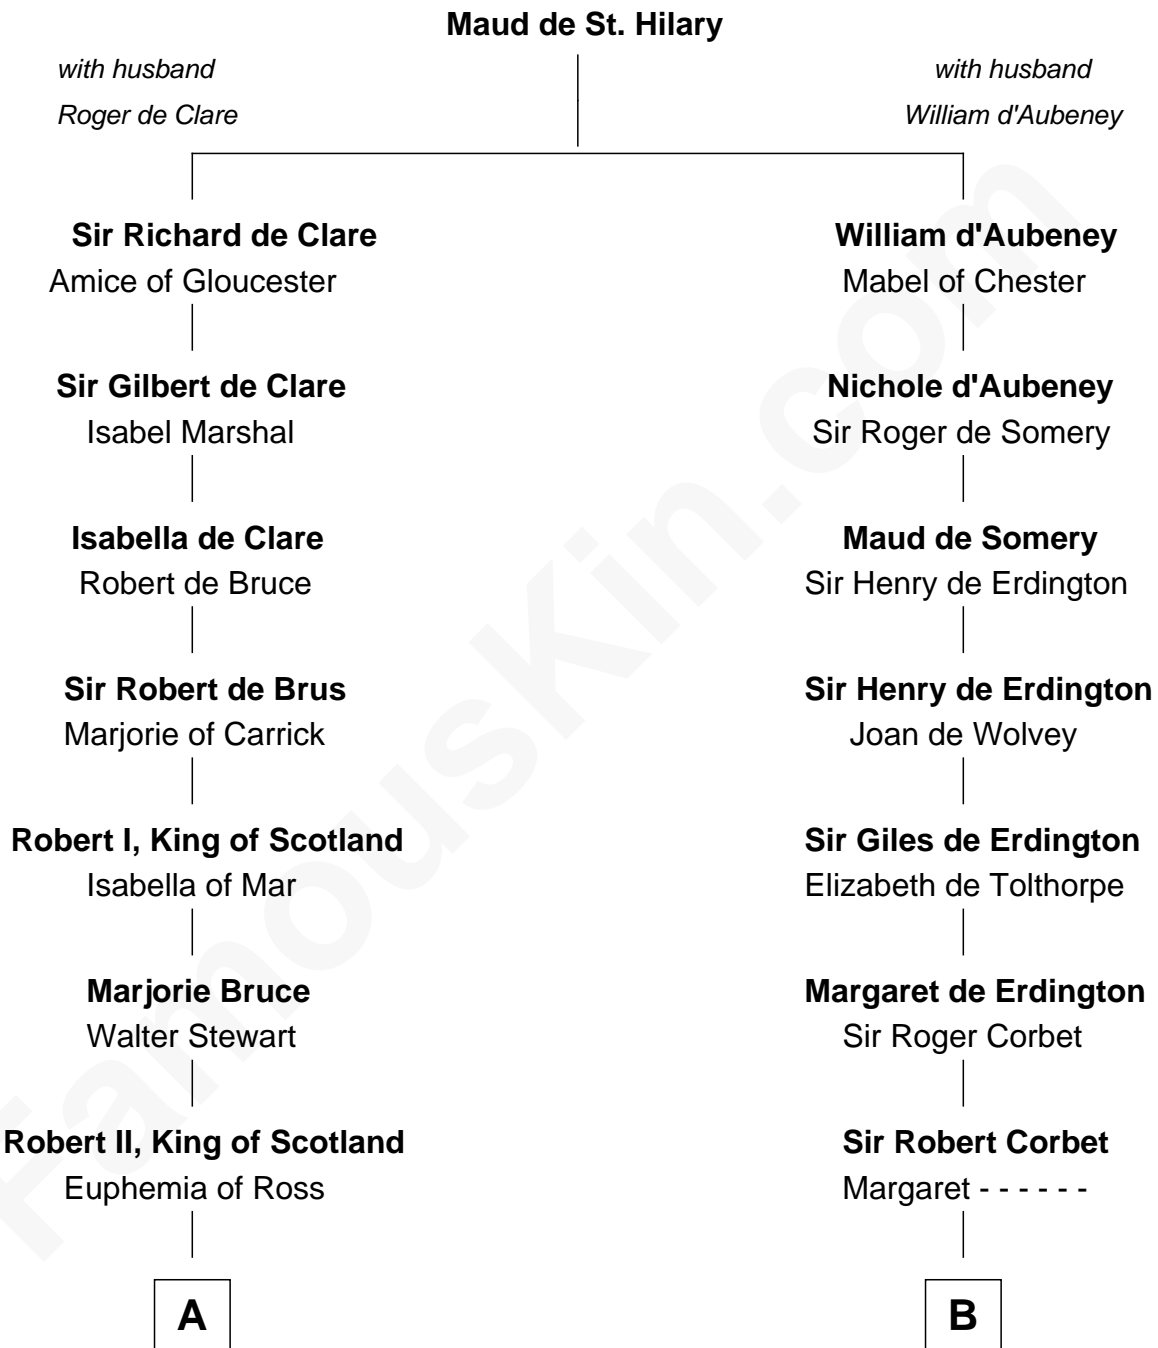 Maud de St. Hilary
with husband
Roger de Clare
with husband
William d'Aubeney
Sir Richard de Clare
Amice of Gloucester
William d'Aubeney
Mabel of Chester
Sir Gilbert de Clare
Isabel Marshal
Nichole d'Aubeney
Sir Roger de Somery
Isabella de Clare
Robert de Bruce
Maud de Somery
Sir Henry de Erdington
Sir Robert de Brus
Marjorie of Carrick
Sir Henry de Erdington
Joan de Wolvey
Robert I, King of Scotland
Isabella of Mar
Sir Giles de Erdington
Elizabeth de Tolthorpe
Marjorie Bruce
Walter Stewart
Margaret de Erdington
Sir Roger Corbet
Robert II, King of Scotland
Euphemia of Ross
Sir Robert Corbet
Margaret - - - - - -
A
B
FamousKin.com